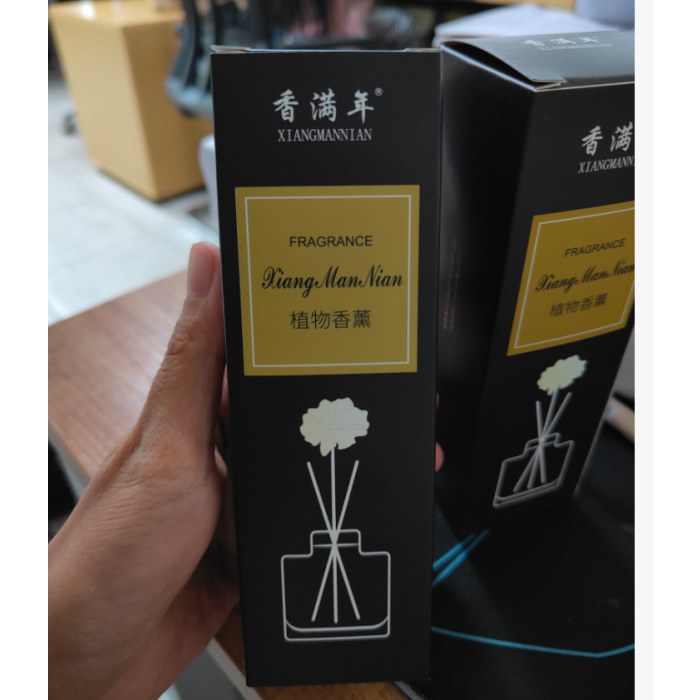 香满年®
XIANGMANNIAN
FRAGRANCE
XiangManNian
植物香薰
香满
XIANGMANN
FRAGRANCE
XiangManNian
植物香薰